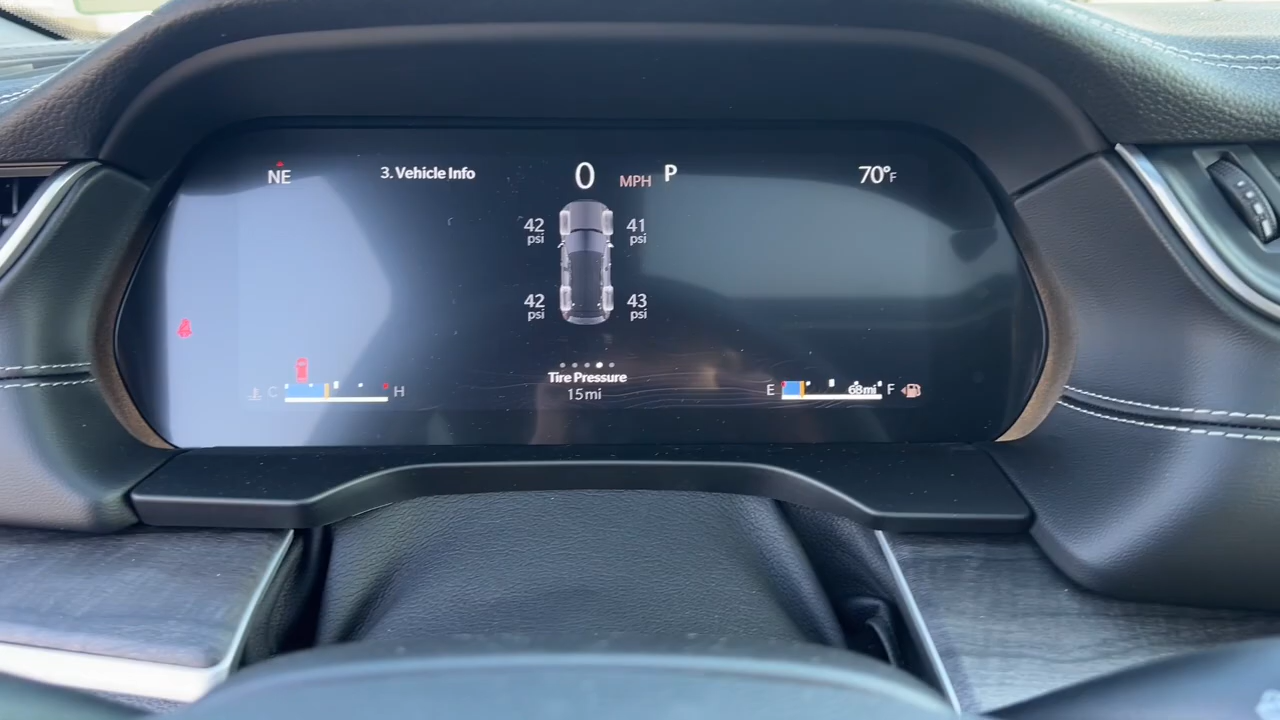 NE
3. Vehicle Info
0 MPH P
70°F
42 psi
41 psi
42 psi
43 psi
Tire Pressure
15mi
C H
E 68mi F